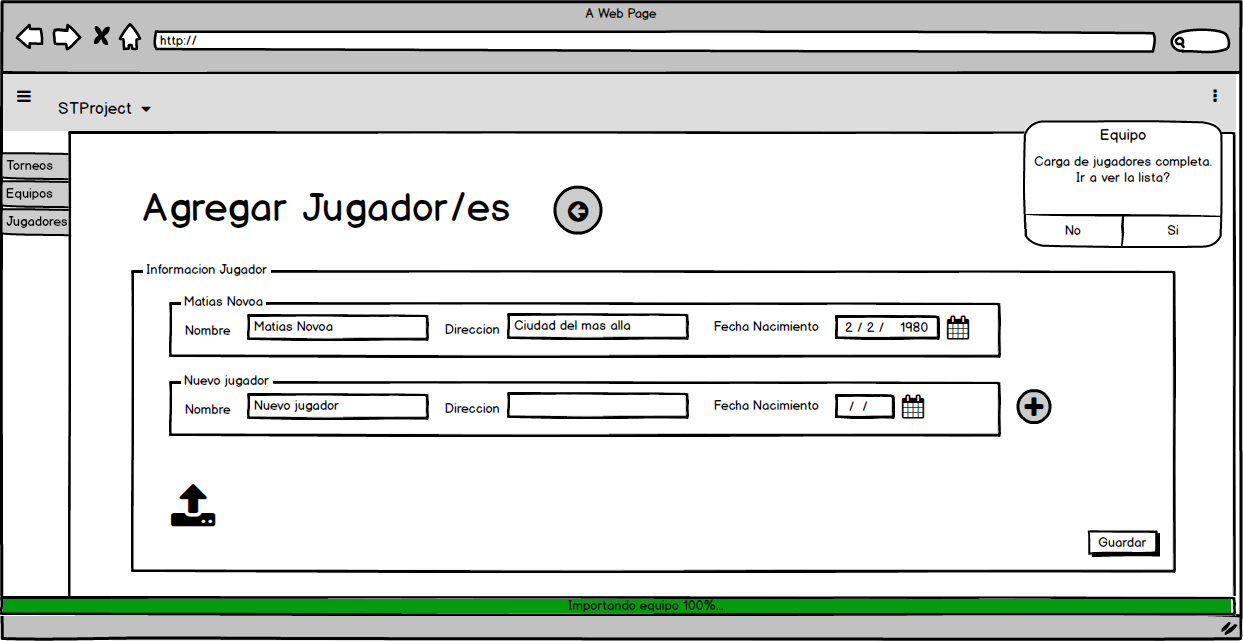 A Web Page
http://
STProject
Equipo
Carga de jugadores completa.
Ir a ver la lista?
No
Si
Torneos
Equipos
Jugadores
Agregar Jugador/es
Informacion Jugador
Matias Novoa
Nombre
Matias Novoa
Direccion
Ciudad del mas alla
Fecha Nacimiento
2 / 2 / 1980
Nuevo jugador
Nombre
Nuevo jugador
Direccion
Fecha Nacimiento
/ /
Guardar
Importando equipo 100%...